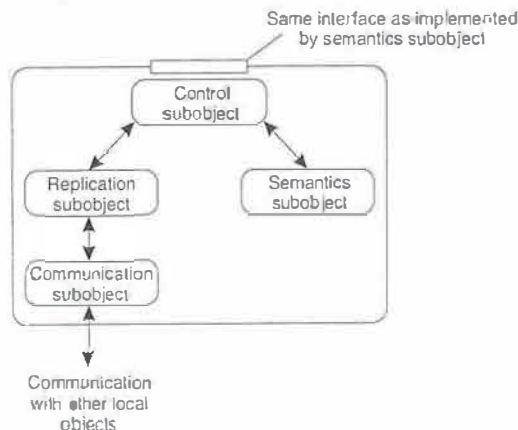 Same interface as implemented
by semantics subobject
Control
subobject
Replication
subobject
Semantics
subobject
Communication
subobject
Communication
with other local
objects